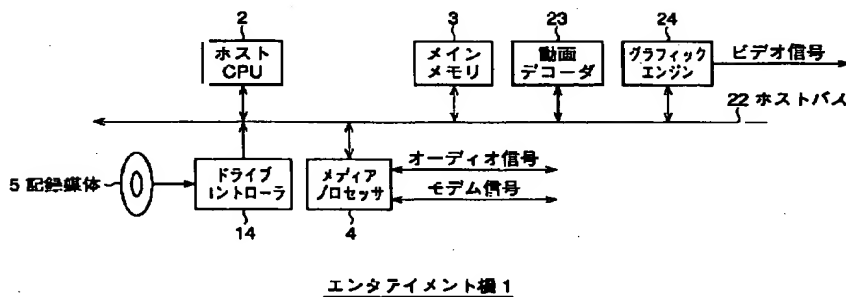 2
3
23
24
ホスト
CPU
メイン
メモリ
動画
デコーダ
グラフィック
エンジン
ビデオ信号
22 ホストバス
5 記録媒体
ドライブ
コントローラ
メディア
プロセッサ
オーディオ信号
モデム信号
14
4
エンタテイメント機1